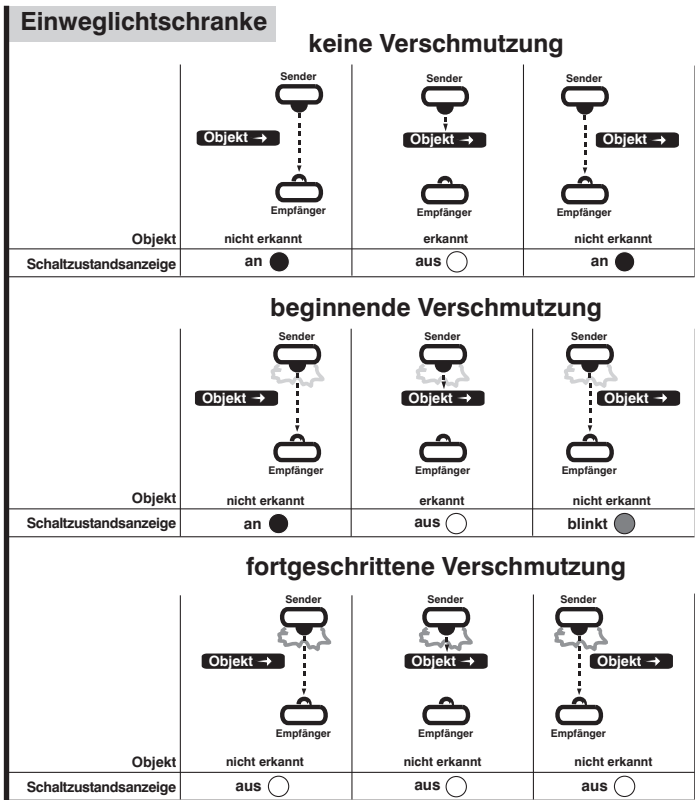 Einweglichtschranke
keine Verschmutzung
Sender Sender Sender
Objekt → Objekt → Objekt →
Empfänger Empfänger Empfänger
Objekt nicht erkannt erkannt nicht erkannt
Schaltzustandsanzeige an aus an
beginnende Verschmutzung
Sender Sender Sender
Objekt → Objekt → Objekt →
Empfänger Empfänger Empfänger
Objekt nicht erkannt erkannt nicht erkannt
Schaltzustandsanzeige an aus blinkt
fortgeschrittene Verschmutzung
Sender Sender Sender
Objekt → Objekt → Objekt →
Empfänger Empfänger Empfänger
Objekt nicht erkannt nicht erkannt nicht erkannt
Schaltzustandsanzeige aus aus aus